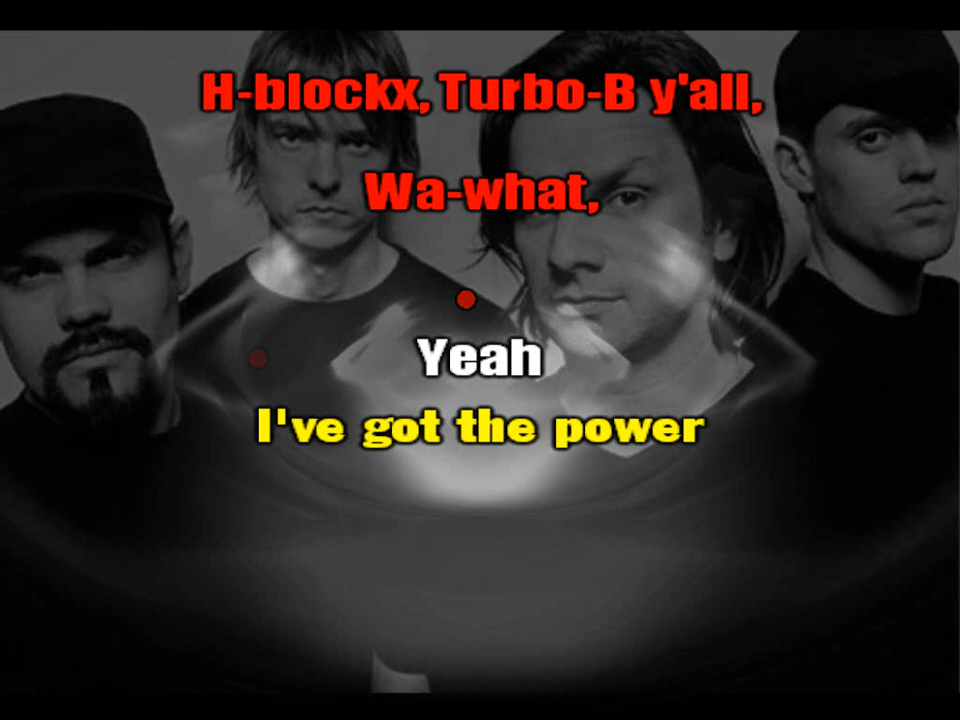 H-blockx, Turbo-B y'all,
Wa-what,
Yeah
I've got the power